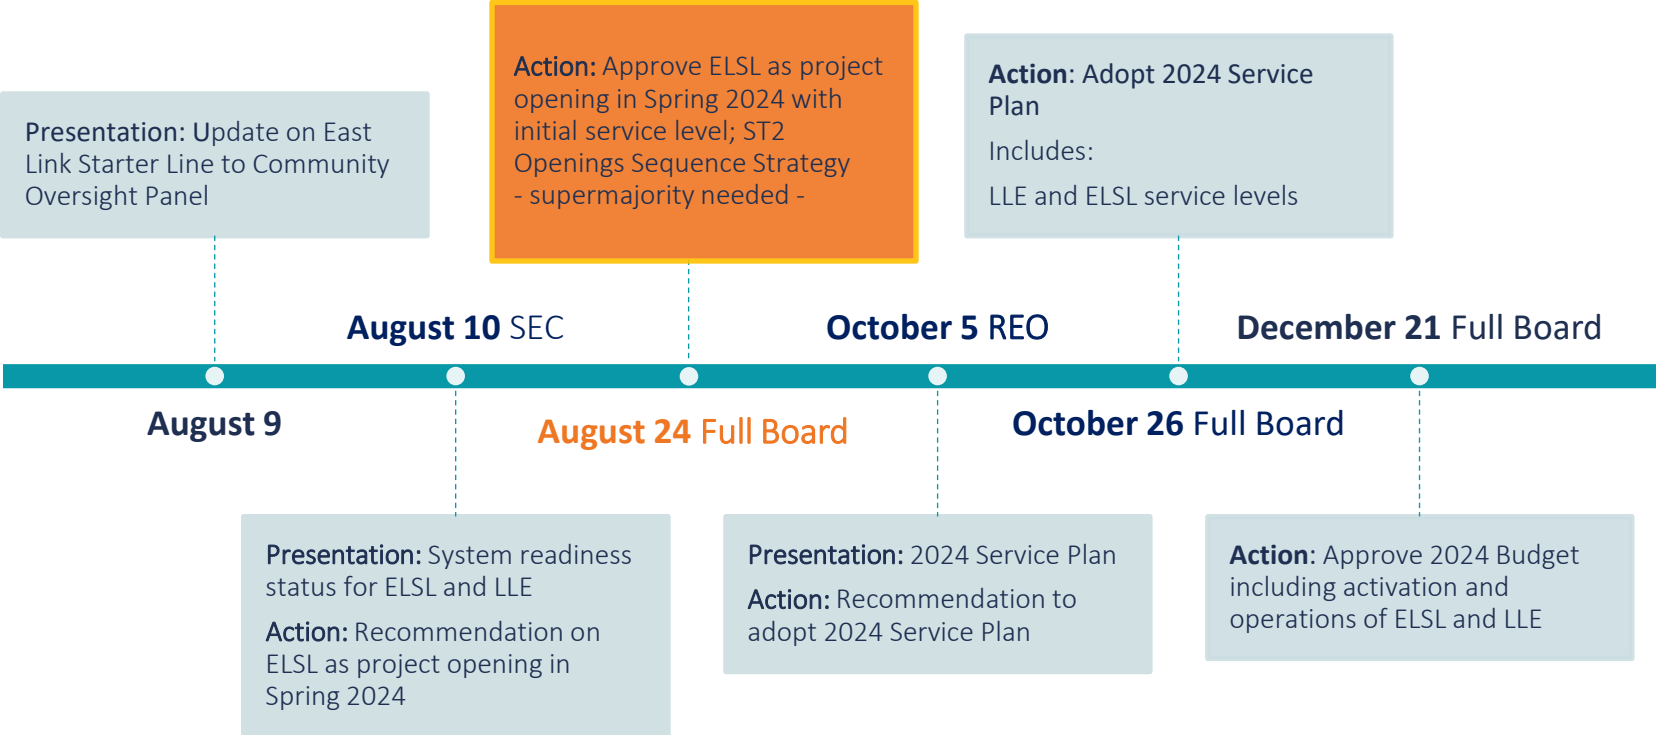 Presentation: Update on East
Link Starter Line to Community
Oversight Panel
August 9
August 10 SEC
Presentation: System readiness
status for ELSL and LLE
Action: Recommendation on
ELSL as project opening in
Spring 2024
Action: Approve ELSL as project
opening in Spring 2024 with
initial service level; ST2
Openings Sequence Strategy
- supermajority needed -
August 24 Full Board
October 5 REO
Presentation: 2024 Service Plan
Action: Recommendation to
adopt 2024 Service Plan
Action: Adopt 2024 Service
Plan
Includes:
LLE and ELSL service levels
October 26 Full Board
December 21 Full Board
Action: Approve 2024 Budget
including activation and
operations of ELSL and LLE